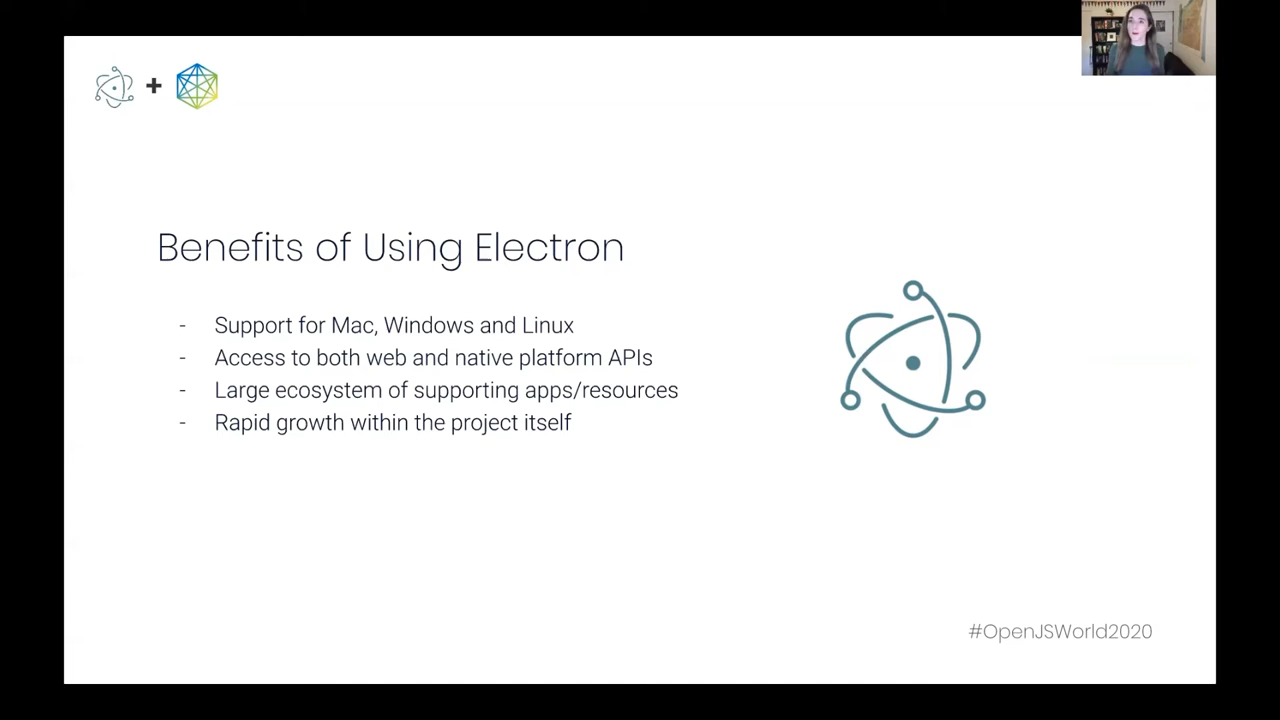 +
Benefits of Using Electron
- Support for Mac, Windows and Linux
- Access to both web and native platform APIs
- Large ecosystem of supporting apps/resources
- Rapid growth within the project itself
#OpenJSWorld2020